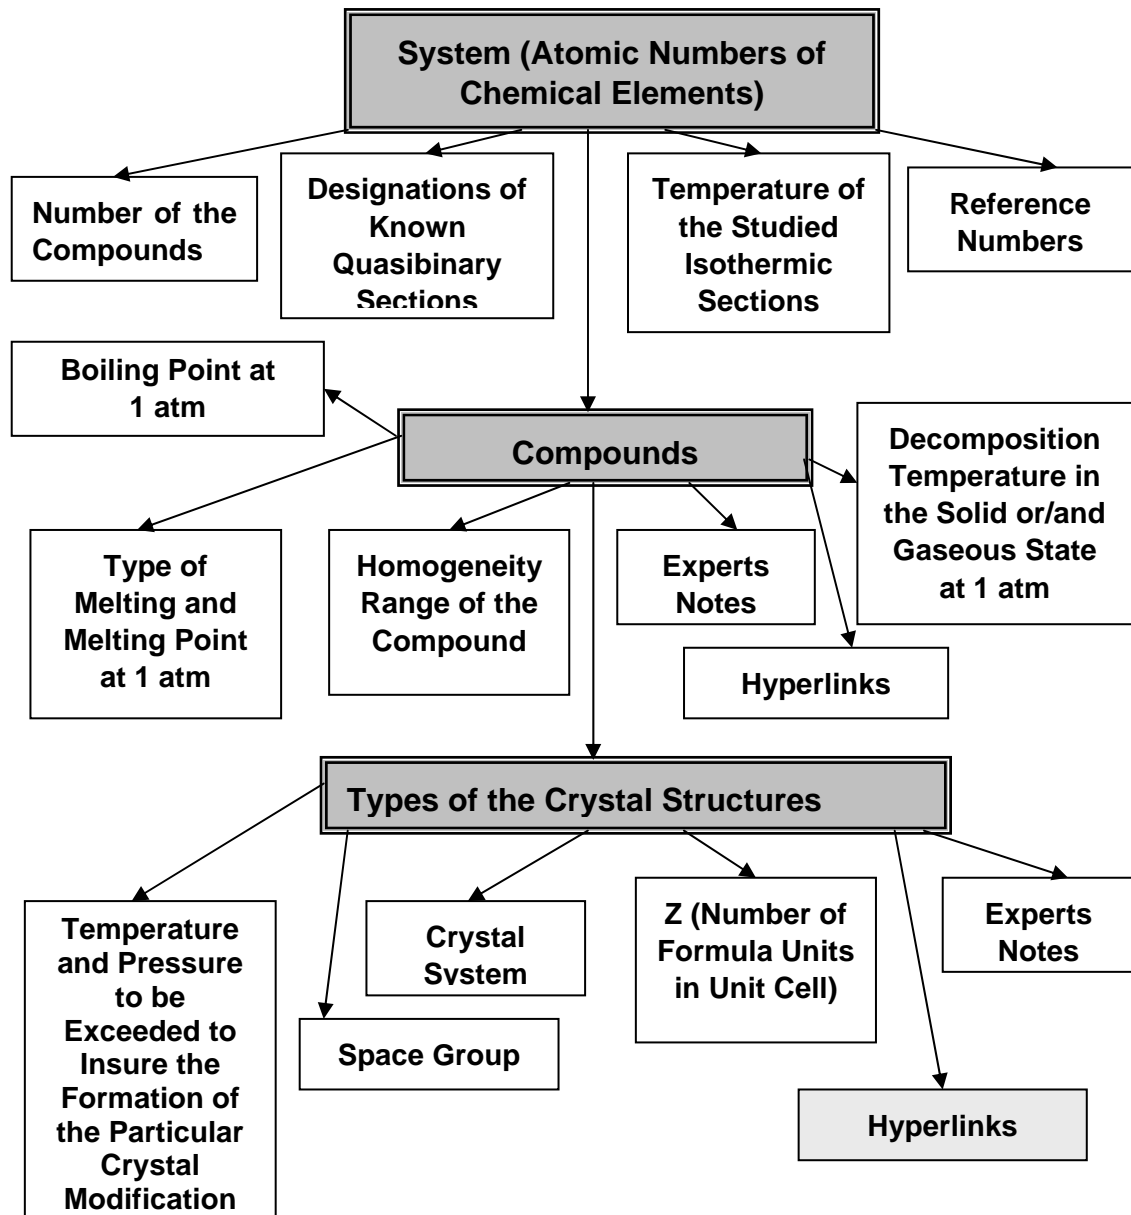 System (Atomic Numbers of
Chemical Elements)
Number of the
Compounds
Designations of
Known
Quasibinary
Sections
Temperature of
the Studied
Isothermic
Sections
Reference
Numbers
Boiling Point at
1 atm
Compounds
Decomposition
Temperature in
the Solid or/and
Gaseous State
at 1 atm
Type of
Melting and
Melting Point
at 1 atm
Homogeneity
Range of the
Compound
Experts
Notes
Hyperlinks
Types of the Crystal Structures
Temperature
and Pressure
to be
Exceeded to
Insure the
Formation of
the Particular
Crystal
Modification
Space Group
Crystal
System
Z (Number of
Formula Units
in Unit Cell)
Experts
Notes
Hyperlinks